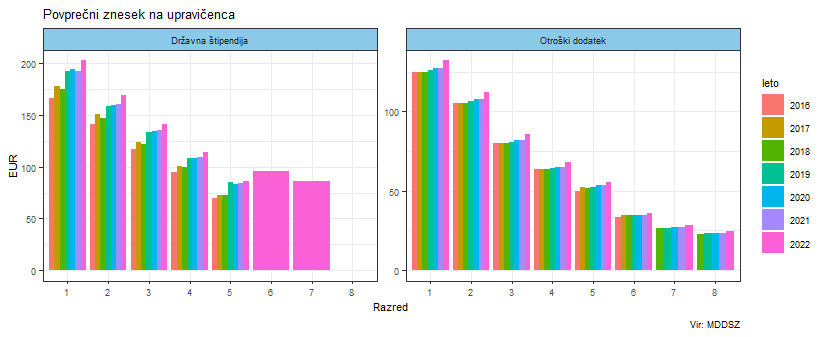 Povprečni znesek na upravičenca
Državna štipendija
Otroški dodatek
EUR
200
150
100
50
0
100
50
0
1 2 3 4 5 6 7 8
1 2 3 4 5 6 7 8
Razred
leto
2016
2017
2018
2019
2020
2021
2022
Vir: MDDSZ